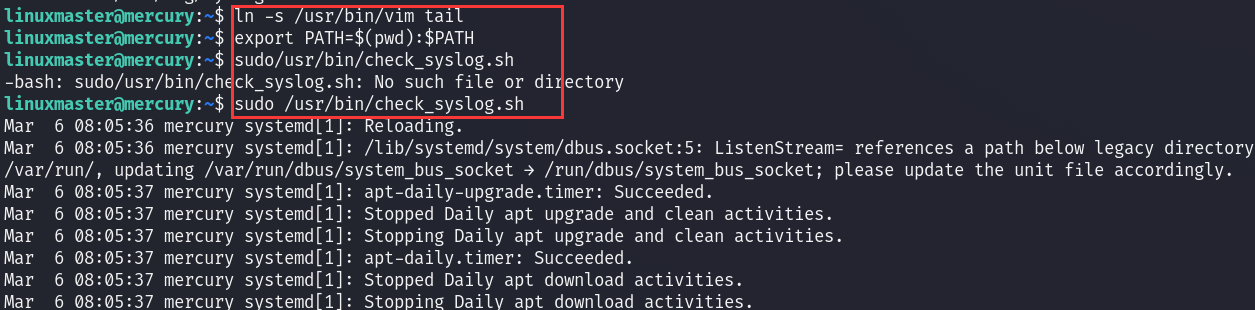 linuxmaster@mercury:~$ ln -s /usr/bin/vim tail
linuxmaster@mercury:~$ export PATH=$(pwd):$PATH
linuxmaster@mercury:~$ sudo/usr/bin/check_syslog.sh
-bash: sudo/usr/bin/check_syslog.sh: No such file or directory
linuxmaster@mercury:~$ sudo /usr/bin/check_syslog.sh
Mar  6 08:05:36 mercury systemd[1]: Reloading.
Mar  6 08:05:36 mercury systemd[1]: /lib/systemd/system/dbus.socket:5: ListenStream= references a path below legacy directory
/var/run/, updating /var/run/dbus/system_bus_socket → /run/dbus/system_bus_socket; please update the unit file accordingly.
Mar  6 08:05:37 mercury systemd[1]: apt-daily-upgrade.timer: Succeeded.
Mar  6 08:05:37 mercury systemd[1]: Stopped Daily apt upgrade and clean activities.
Mar  6 08:05:37 mercury systemd[1]: Stopping Daily apt upgrade and clean activities.
Mar  6 08:05:37 mercury systemd[1]: apt-daily.timer: Succeeded.
Mar  6 08:05:37 mercury systemd[1]: Stopped Daily apt download activities.
Mar  6 08:05:37 mercury systemd[1]: Stopping Daily apt download activities.